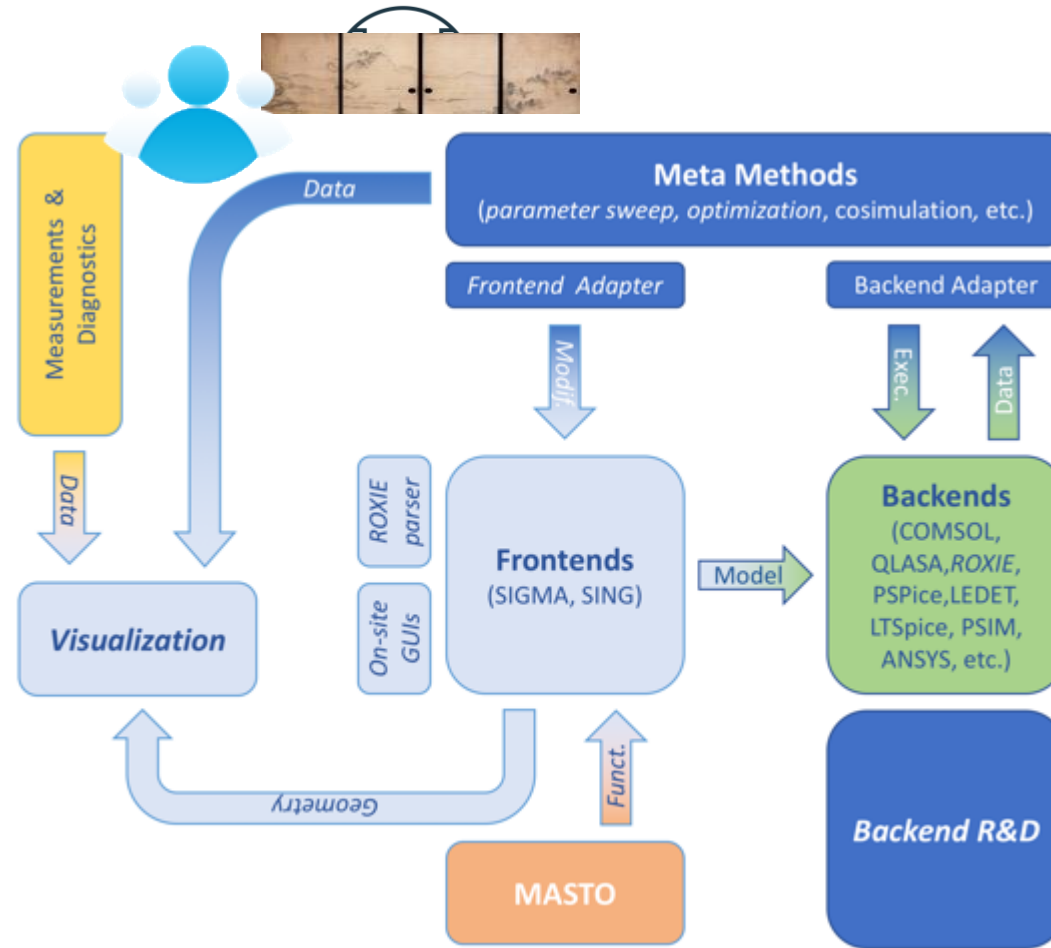 Meta Methods
(parameter sweep, optimization, cosimulation, etc.)
Data
Measurements &
Diagnostics
Frontend Adapter
Backend Adapter
Modif.
Exec.
Data
Data
ROXIE
parser
On-site
GUIs
Frontends
(SIGMA, SING)
Model
Backends
(COMSOL,
QLASA,ROXIE,
PSPice,LEDET,
LTSpice, PSIM,
ANSYS, etc.)
Visualization
Geometry
Funct.
MASTO
Backend R&D